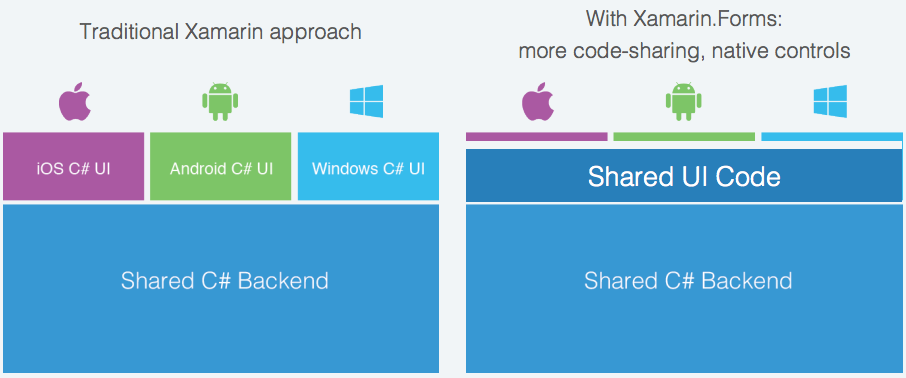 Traditional Xamarin approach
iOS C# UI
Android C# UI
Windows C# UI
Shared C# Backend
With Xamarin.Forms:
more code-sharing, native controls
Shared UI Code
Shared C# Backend